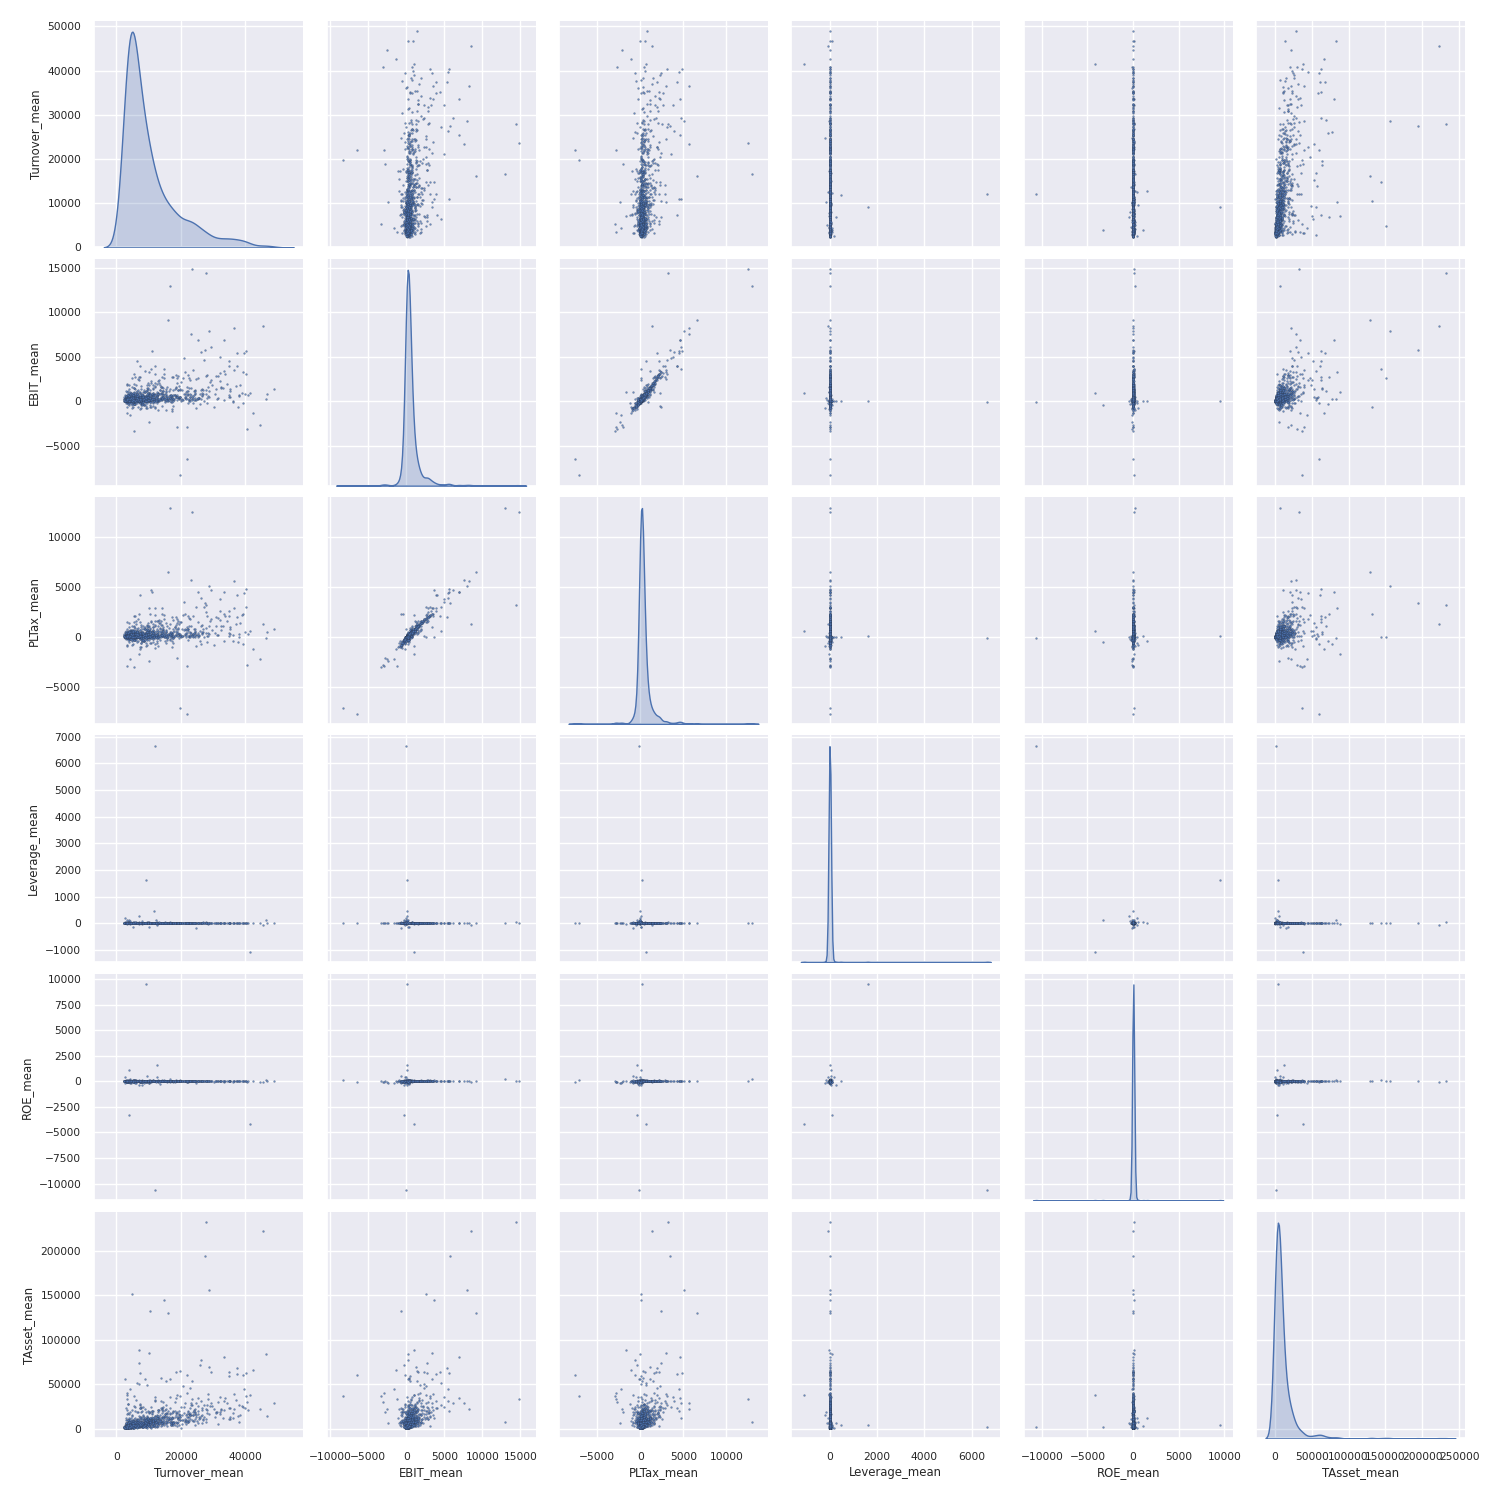 50000
40000
30000
20000
10000
0
Turnover_mean
15000
10000
5000
0
−5000
EBIT_mean
10000
5000
0
−5000
PLTax_mean
7000
6000
5000
4000
3000
2000
1000
0
−1000
Leverage_mean
10000
7500
5000
2500
0
−2500
−5000
−7500
−10000
ROE_mean
200000
150000
100000
50000
0
TAsset_mean
0 20000 40000
−10000 −5000 0 5000 10000 15000
−5000 0 5000 10000
0 2000 4000 6000
−10000 −5000 0 5000 10000
0 50000 100000 150000 200000 250000
Turnover_mean EBIT_mean PLTax_mean Leverage_mean ROE_mean TAsset_mean